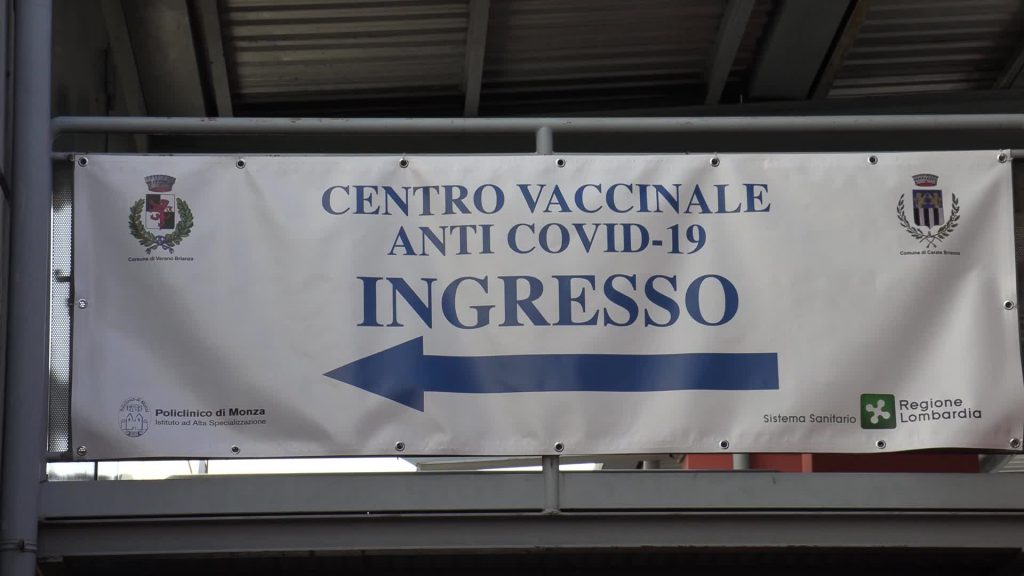 CENTRO VACCINALE
ANTI COVID-19
INGRESSO
Comune di Verano Brianza
Comune di Carate Brianza
Policlinico di Monza
Istituto ad Alta Specializzazione
Sistema Sanitario
Regione
Lombardia